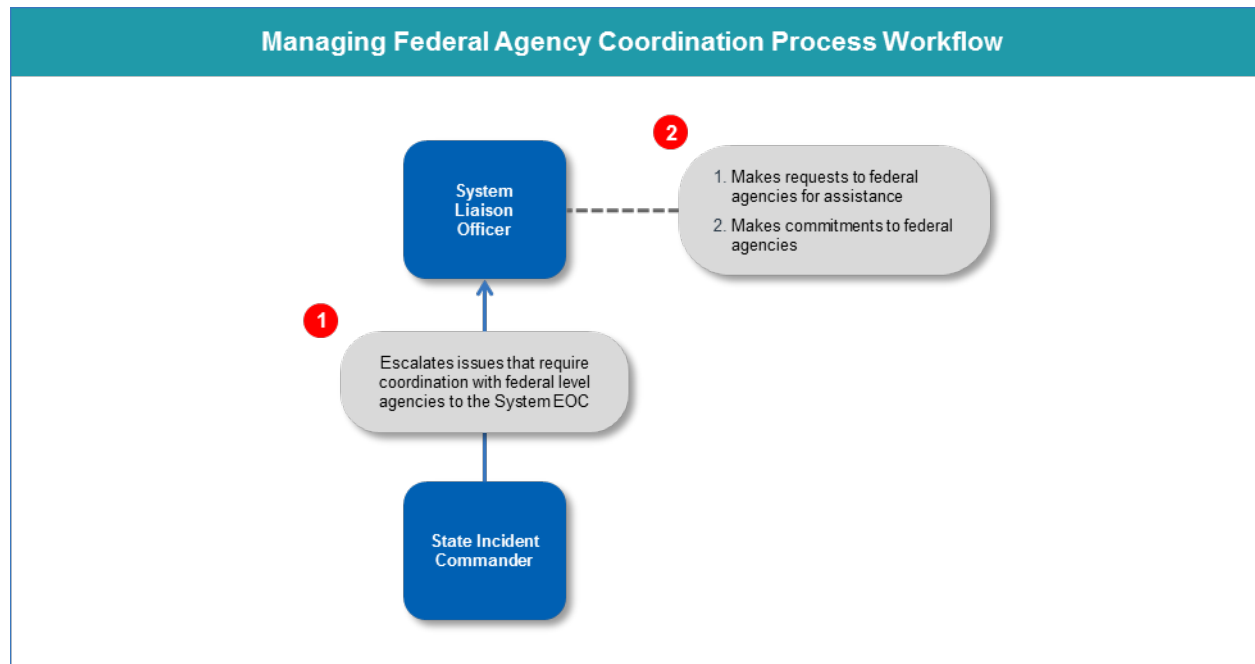 Managing Federal Agency Coordination Process Workflow
2
System
Liaison
Officer
1. Makes requests to federal
agencies for assistance
2. Makes commitments to federal
agencies
1
Escalates issues that require
coordination with federal level
agencies to the System EOC
State Incident
Commander